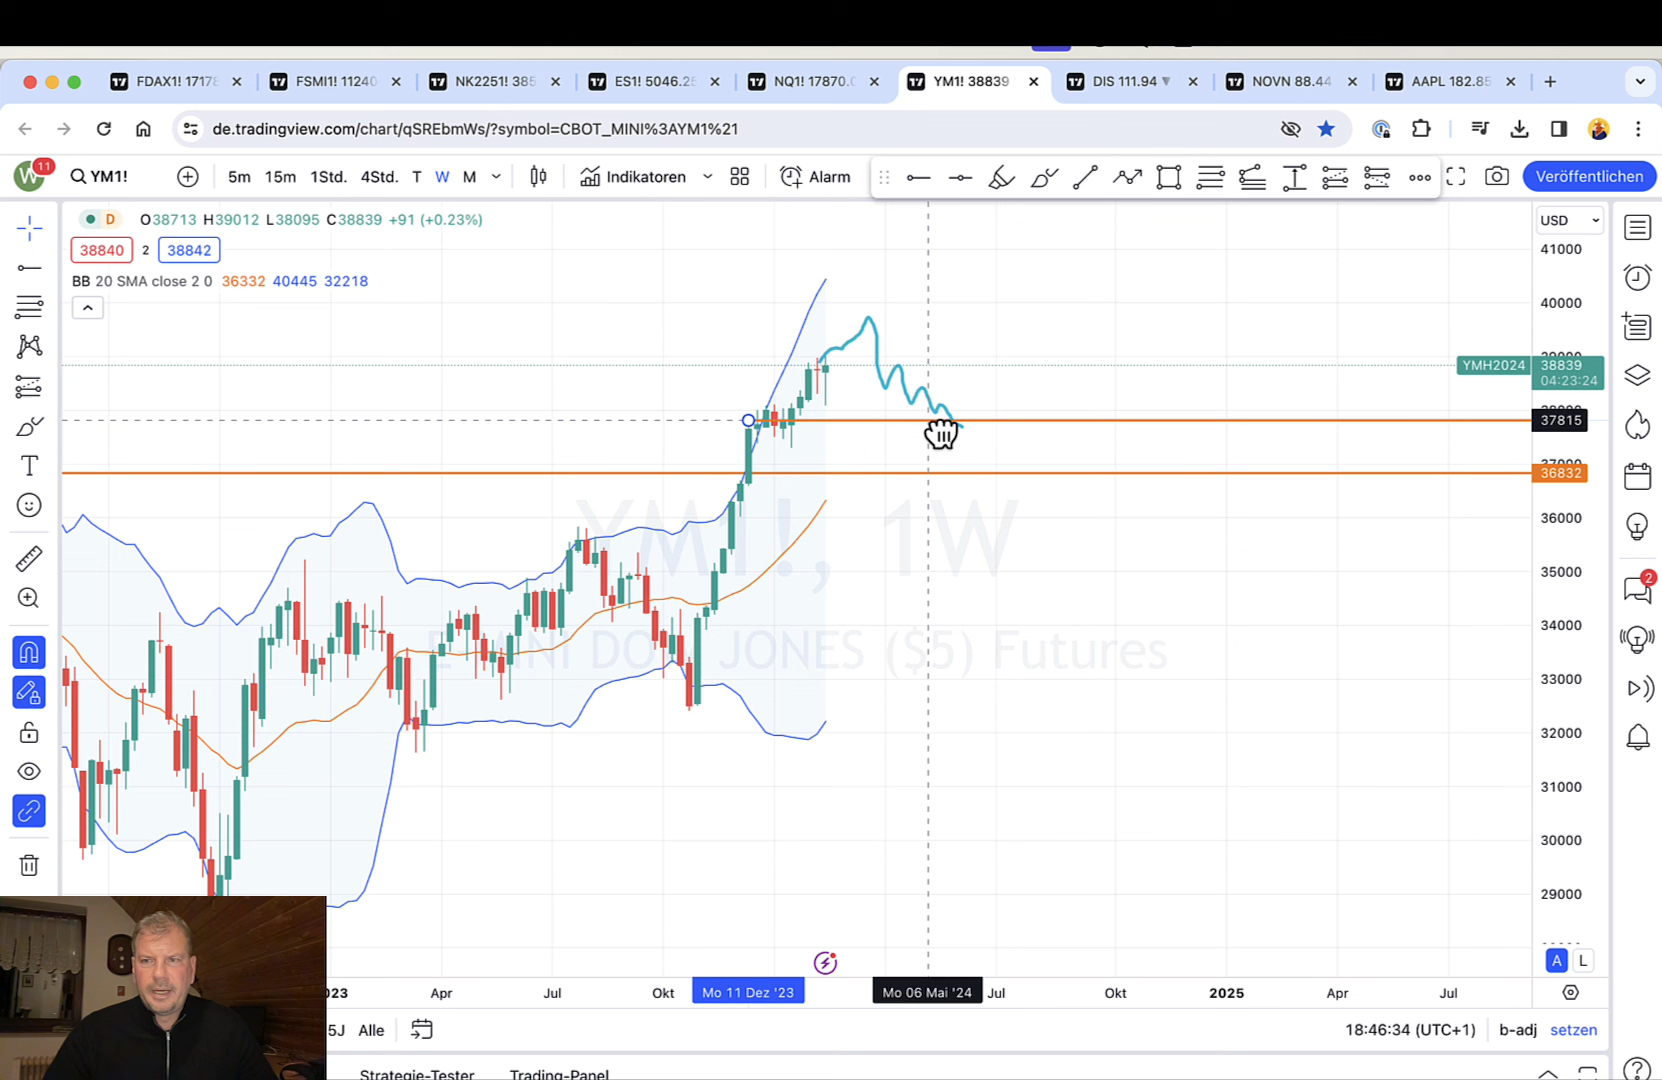 FDAX1! 1717
FSMI1! 11240
NK2251! 385
ES1! 5046.2
NQ1! 17870.
YM1! 38839
DIS 111.94 ▼
NOVN 88.44
AAPL 182.85
de.tradingview.com/chart/qSREbmWs/?symbol=CBOT_MINI%3AYM1%21
W 11
YM1!
5m 15m 1Std. 4Std. T W M
Indikatoren
Alarm
Veröffentlichen
D O38713 H39012 L38095 C38839 +91 (+0.23%)
USD
38840 2 38842
41000
BB 20 SMA close 2 0 36332 40445 32218
40000
YMH2024 38839
04:23:24
37815
36832
YM1!, 1W
36000
35000
34000
E-MINI DOW JONES ($5) Futures
33000
32000
31000
30000
29000
2
A L
023 Apr Jul Okt Mo 11 Dez '23 Mo 06 Mai '24 Jul Okt 2025 Apr Jul
5J Alle
18:46:34 (UTC+1) b-adj setzen
Strategie-Tester Trading-Panel